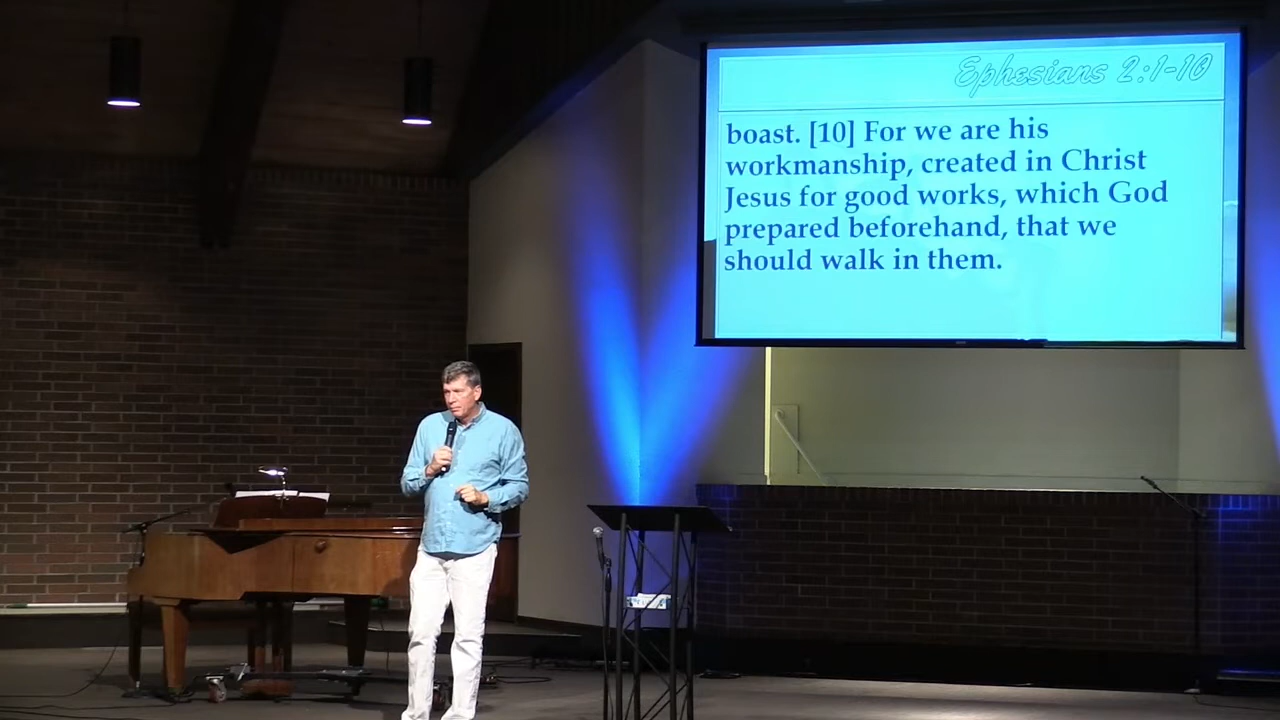 Ephesians 2:1-10
boast. [10] For we are his
workmanship, created in Christ
Jesus for good works, which God
prepared beforehand, that we
should walk in them.